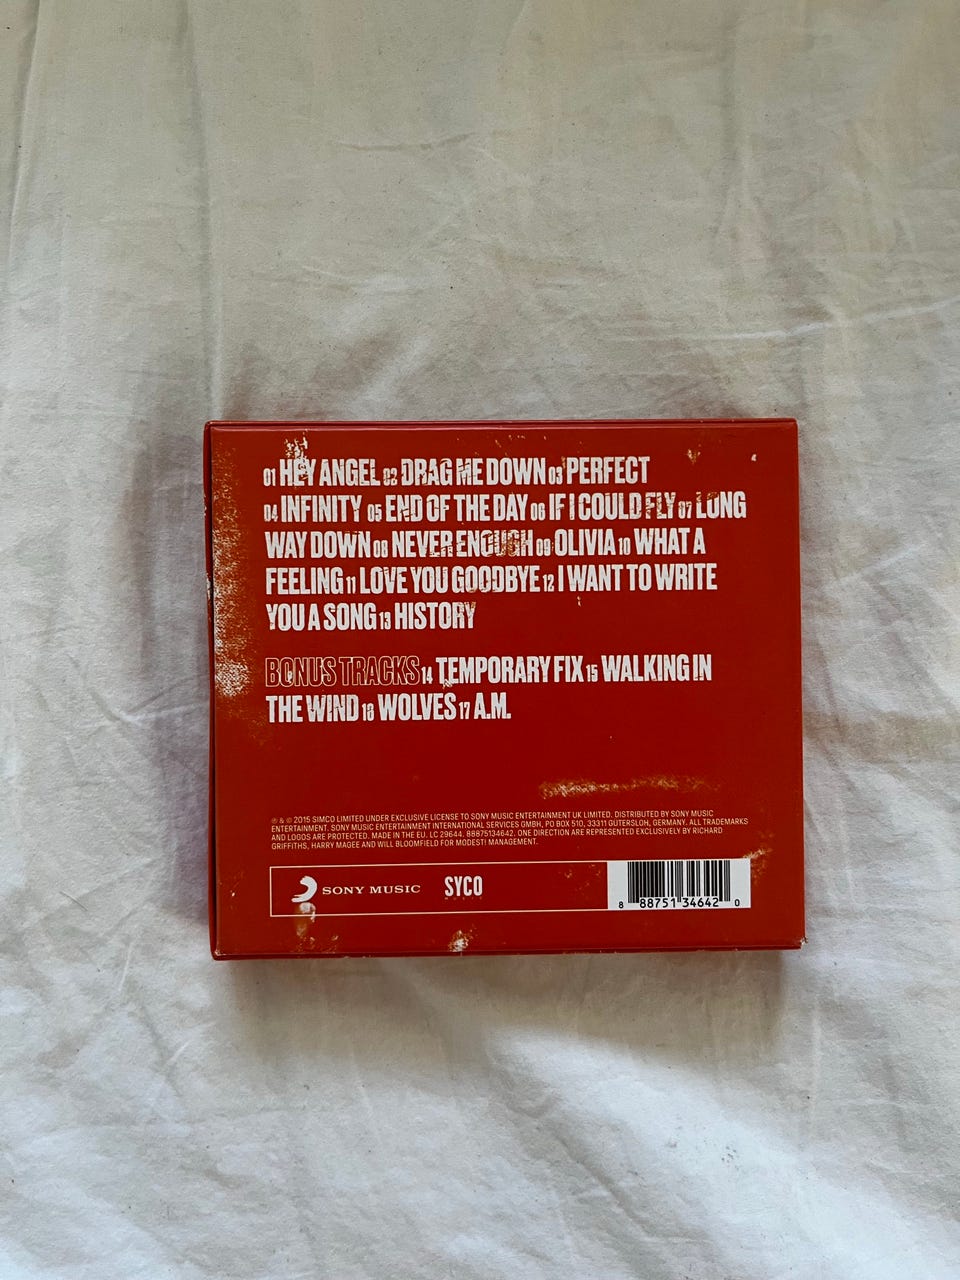 01 HEY ANGEL 02 DRAG ME DOWN 03 PERFECT
04 INFINITY 05 END OF THE DAY 06 IF I COULD FLY 07 LONG
WAY DOWN 08 NEVER ENOUGH 09 OLIVIA 10 WHAT A
FEELING 11 LOVE YOU GOODBYE 12 I WANT TO WRITE
YOU A SONG 13 HISTORY
BONUS TRACKS 14 TEMPORARY FIX 15 WALKING IN
THE WIND 16 WOLVES 17 A.M.
℗ & © 2015 SIMCO LIMITED UNDER EXCLUSIVE LICENSE TO SONY MUSIC ENTERTAINMENT UK LIMITED. DISTRIBUTED BY SONY MUSIC
ENTERTAINMENT. SONY MUSIC ENTERTAINMENT INTERNATIONAL SERVICES GMBH, PO BOX 510, 33311 GÜTERSLOH, GERMANY. ALL TRADEMARKS
AND LOGOS ARE PROTECTED. MADE IN THE EU. LC 29644. 88875134642. ONE DIRECTION ARE REPRESENTED EXCLUSIVELY BY RICHARD
GRIFFITHS, HARRY MAGEE AND WILL BLOOMFIELD FOR MODEST! MANAGEMENT.
SONY MUSIC SYCO
MUSIC
8 88751 34642 0